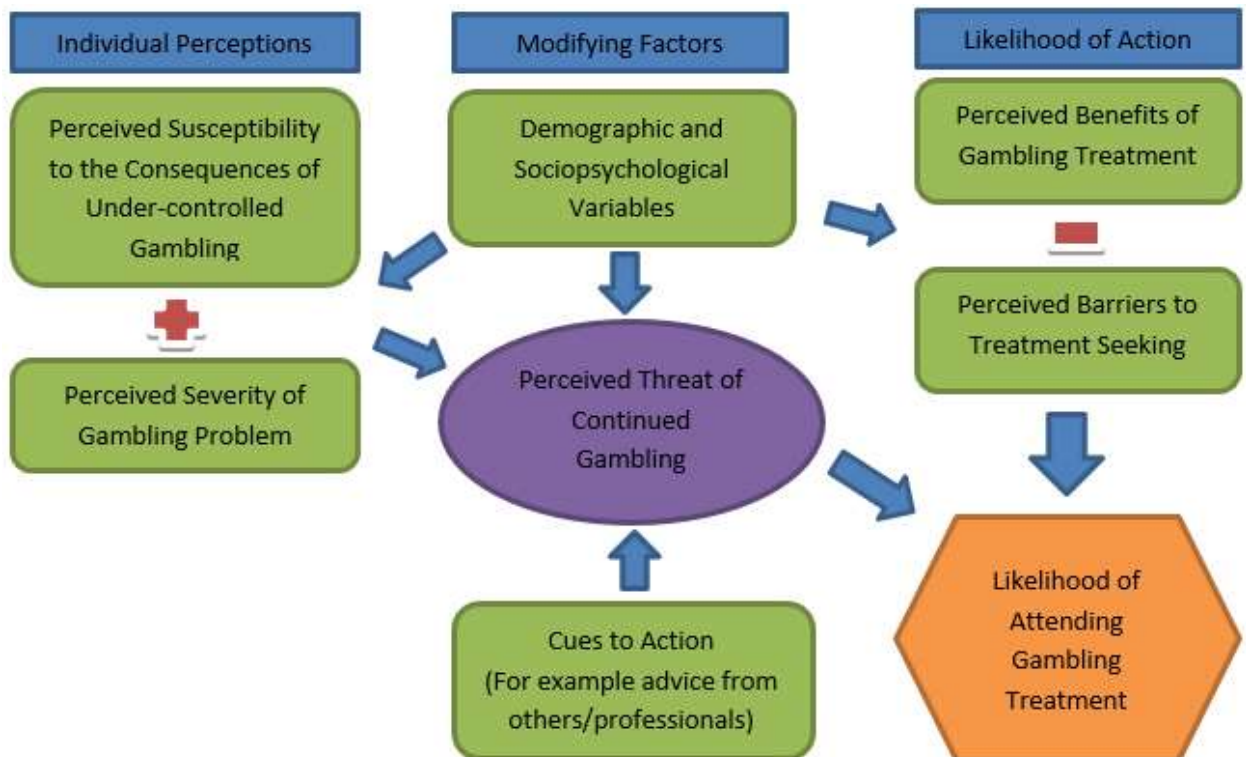 Individual Perceptions
Modifying Factors
Likelihood of Action
Perceived Susceptibility
to the Consequences of
Under-controlled
Gambling
Demographic and
Sociopsychological
Variables
Perceived Benefits of
Gambling Treatment
Perceived Severity of
Gambling Problem
Perceived Threat of
Continued
Gambling
Perceived Barriers to
Treatment Seeking
Cues to Action
(For example advice from
others/professionals)
Likelihood of
Attending
Gambling
Treatment